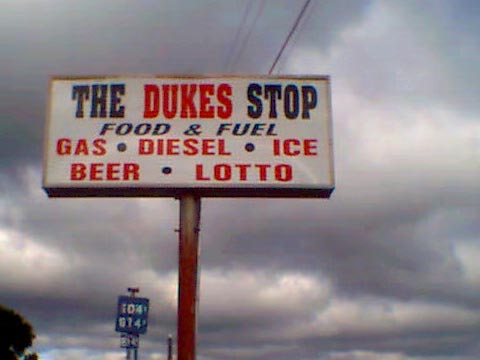 THE DUKES STOP
FOOD & FUEL
GAS • DIESEL • ICE
BEER • LOTTO